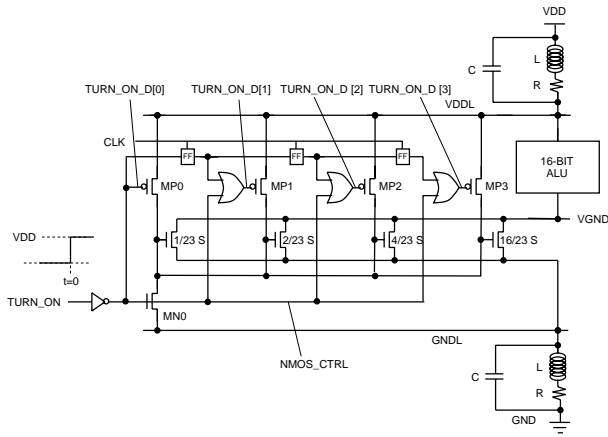 VDD
C
L
R
TURN_ON_D[0]
TURN_ON_D[1]
TURN_ON_D [2]
TURN_ON_D [3]
VDDL
CLK
FF
FF
FF
16-BIT
ALU
MP0
MP1
MP2
MP3
VGND
1/23 S
2/23 S
4/23 S
16/23 S
VDD
t=0
TURN_ON
MN0
GNDL
NMOS_CTRL
C
L
R
GND